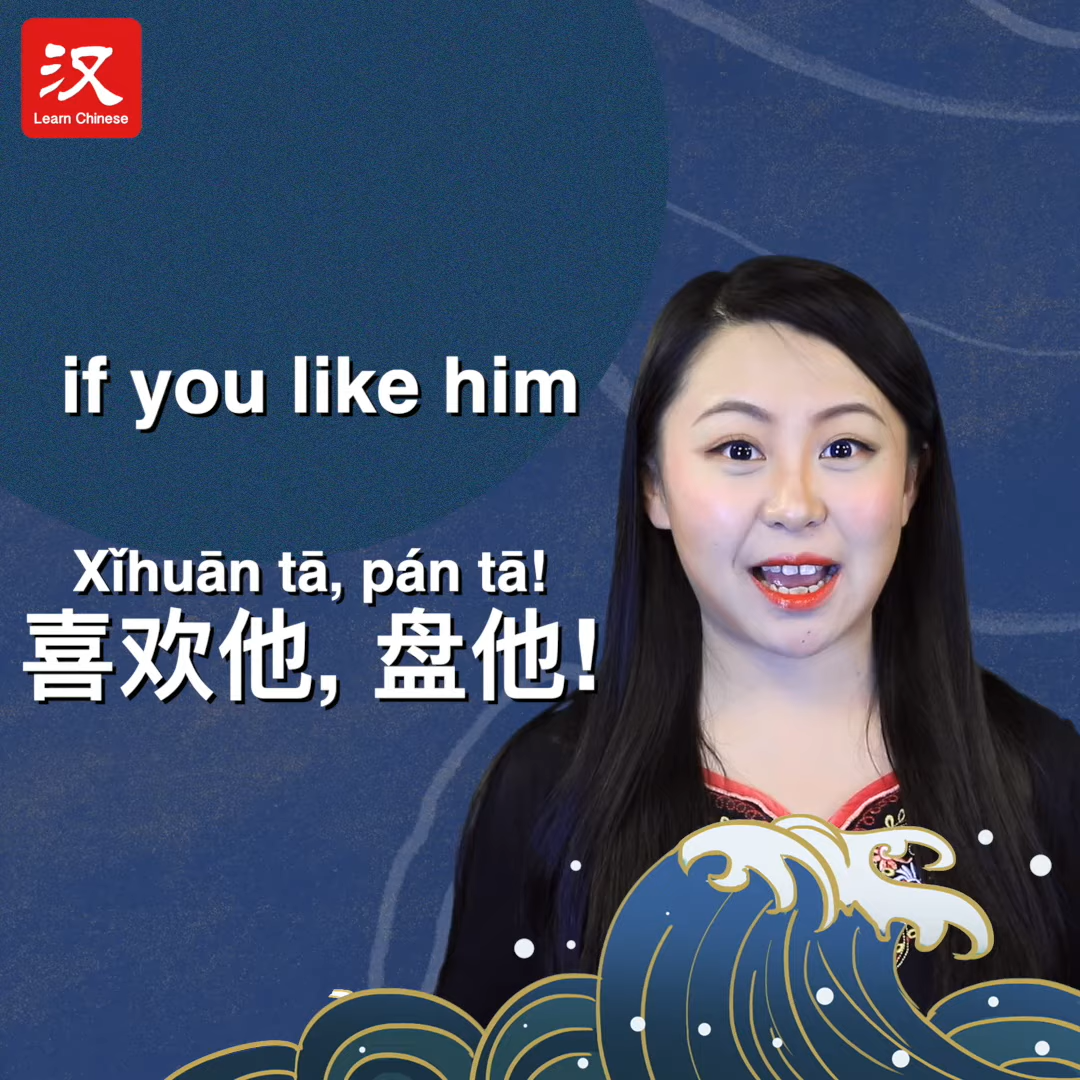 汉
Learn Chinese
if you like him
Xǐhuān tā, pán tā!
喜欢他, 盘他!